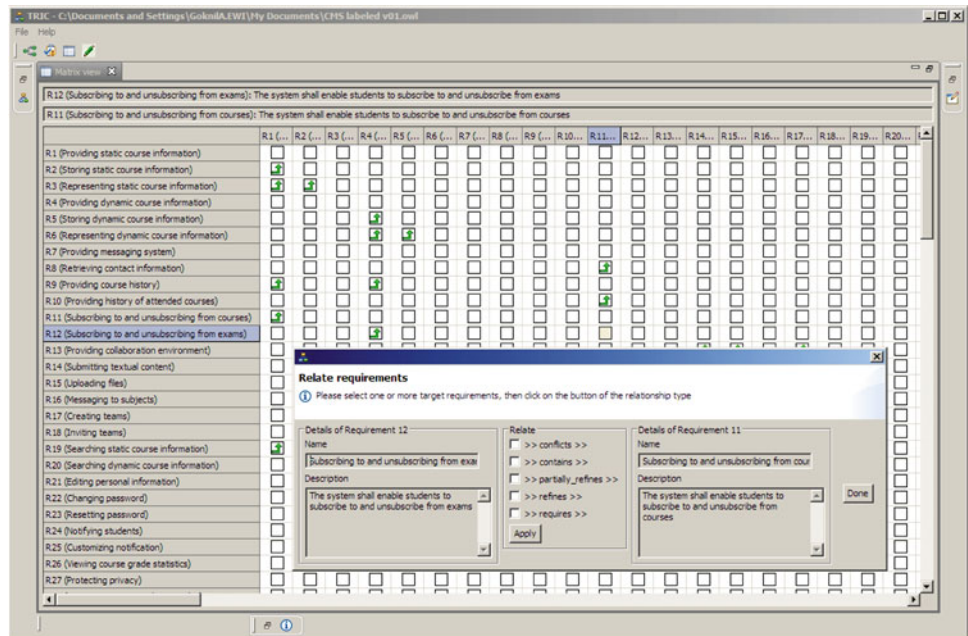 TRIC - C:\Documents and Settings\GoknilA.EWI\My Documents\CMS labeled v01.owl
File Help
Matrix view
R12 (Subscribing to and unsubscribing from exams): The system shall enable students to subscribe to and unsubscribe from exams
R11 (Subscribing to and unsubscribing from courses): The system shall enable students to subscribe to and unsubscribe from courses
R1 (... R2 (... R3 (... R4 (... R5 (... R6 (... R7 (... R8 (... R9 (... R10... R11... R12... R13... R14... R15... R16... R17... R18... R19... R20...
R1 (Providing static course information)
R2 (Storing static course information)
R3 (Representing static course information)
R4 (Providing dynamic course information)
R5 (Storing dynamic course information)
R6 (Representing dynamic course information)
R7 (Providing messaging system)
R8 (Retrieving contact information)
R9 (Providing course history)
R10 (Providing history of attended courses)
R11 (Subscribing to and unsubscribing from courses)
R12 (Subscribing to and unsubscribing from exams)
R13 (Providing collaboration environment)
R14 (Submitting textual content)
R15 (Uploading files)
R16 (Messaging to subjects)
R17 (Creating teams)
R18 (Inviting teams)
R19 (Searching static course information)
R20 (Searching dynamic course information)
R21 (Editing personal information)
R22 (Changing password)
R23 (Resetting password)
R24 (Notifying students)
R25 (Customizing notification)
R26 (Viewing course grade statistics)
R27 (Protecting privacy)
Relate requirements
Please select one or more target requirements, then click on the button of the relationship type
Details of Requirement 12
Name
Subscribing to and unsubscribing from exar
Description
The system shall enable students to
subscribe to and unsubscribe from exams
Relate
>> conflicts >>
>> contains >>
>> partially_refines >>
>> refines >>
>> requires >>
Apply
Details of Requirement 11
Name
Subscribing to and unsubscribing from cour
Description
The system shall enable students to
subscribe to and unsubscribe from
courses
Done